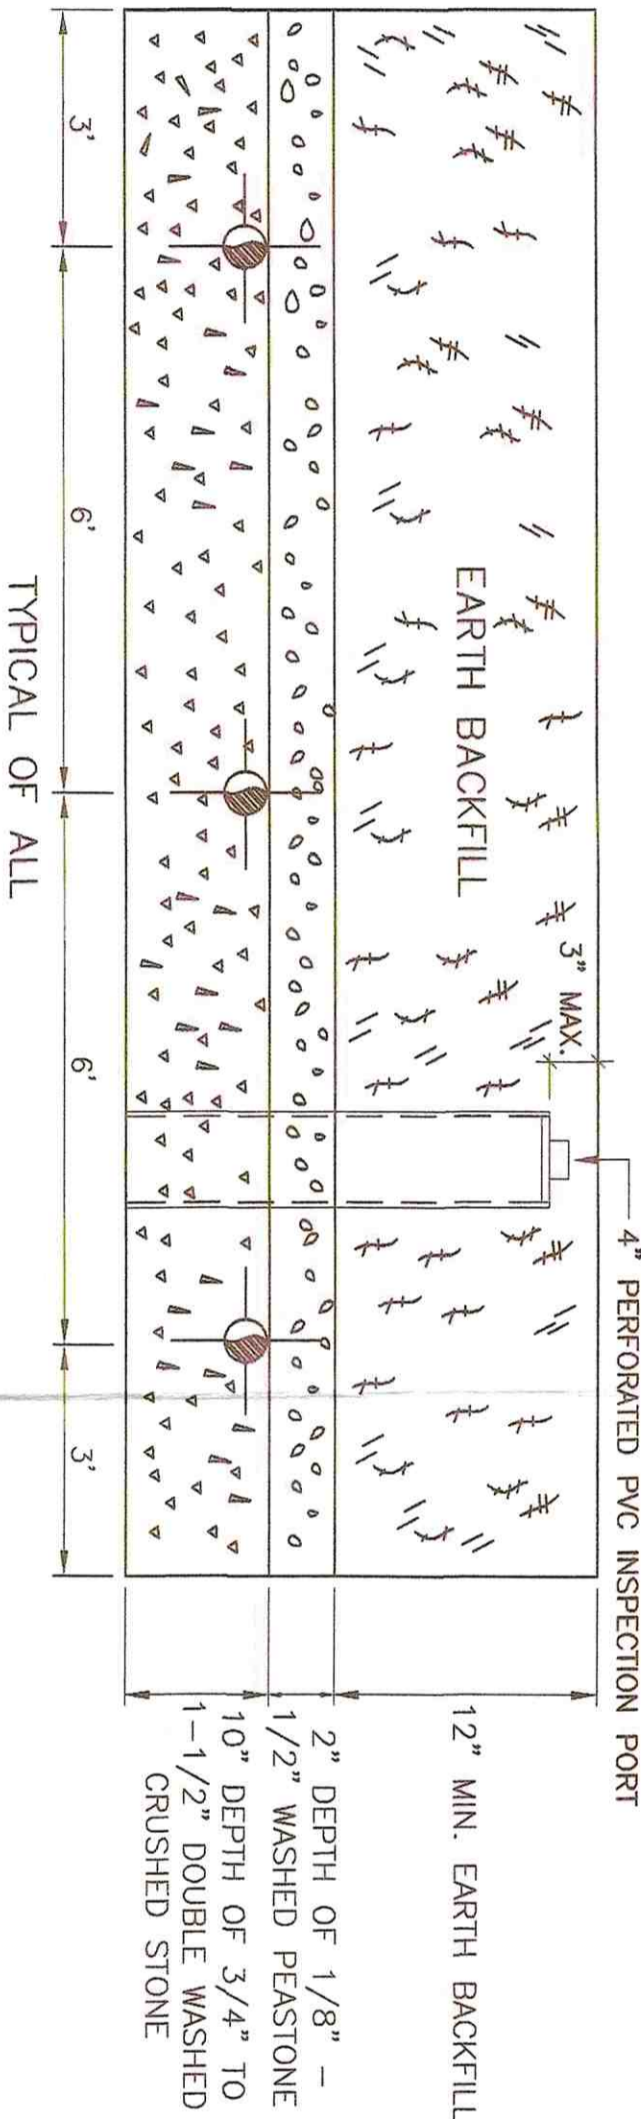 4" PERFORATED PVC INSPECTION PORT
3" MAX.
EARTH BACKFILL
12" MIN. EARTH BACKFILL
2" DEPTH OF 1/8" –
1/2" WASHED PEASTONE
10" DEPTH OF 3/4" TO
1–1/2" DOUBLE WASHED
CRUSHED STONE
3'
6'
6'
3'
TYPICAL OF ALL